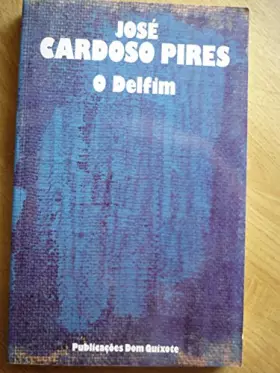 JOSÉ
CARDOSO PIRES
O Delfim
Publicações Dom Quixote